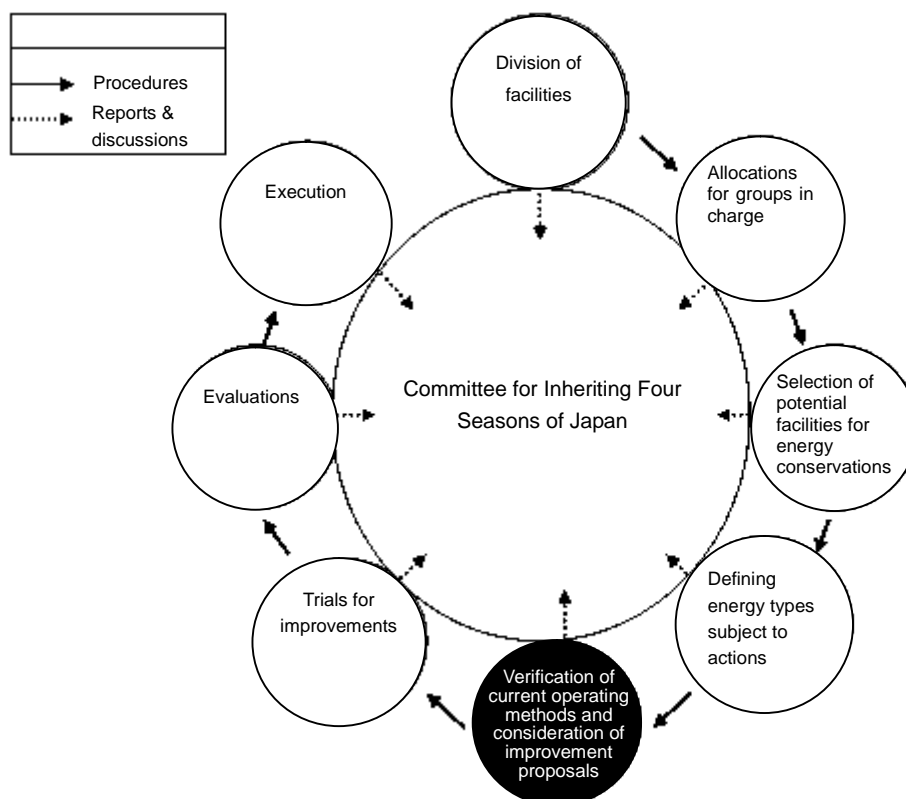 Procedures
Reports &
discussions
Division of
facilities
Allocations
for groups in
charge
Selection of
potential
facilities for
energy
conservations
Defining
energy types
subject to
actions
Verification of
current operating
methods and
consideration of
improvement
proposals
Trials for
improvements
Evaluations
Execution
Committee for Inheriting Four
Seasons of Japan